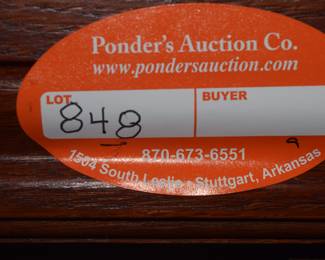 Ponder's Auction Co.
www.pondersauction.com
LOT BUYER
848
870-673-6551
1504 South Leslie • Stuttgart, Arkansas